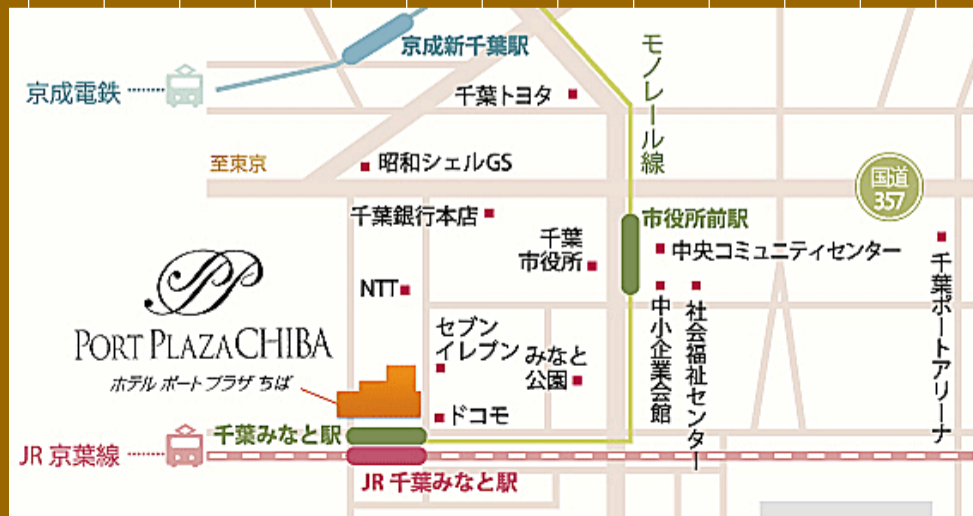 京成新千葉駅
モノレール線
京成電鉄
千葉トヨタ
至東京
昭和シェルGS
国道
357
千葉銀行本店
市役所前駅
千葉
市役所
中央コミュニティセンター
千葉ポートアリーナ
NTT
中小企業会館
社会福祉センター
PORT PLAZA CHIBA
ホテル ポート プラザ ちば
セブン
イレブン
みなと
公園
ドコモ
千葉みなと駅
JR 京葉線
JR 千葉みなと駅